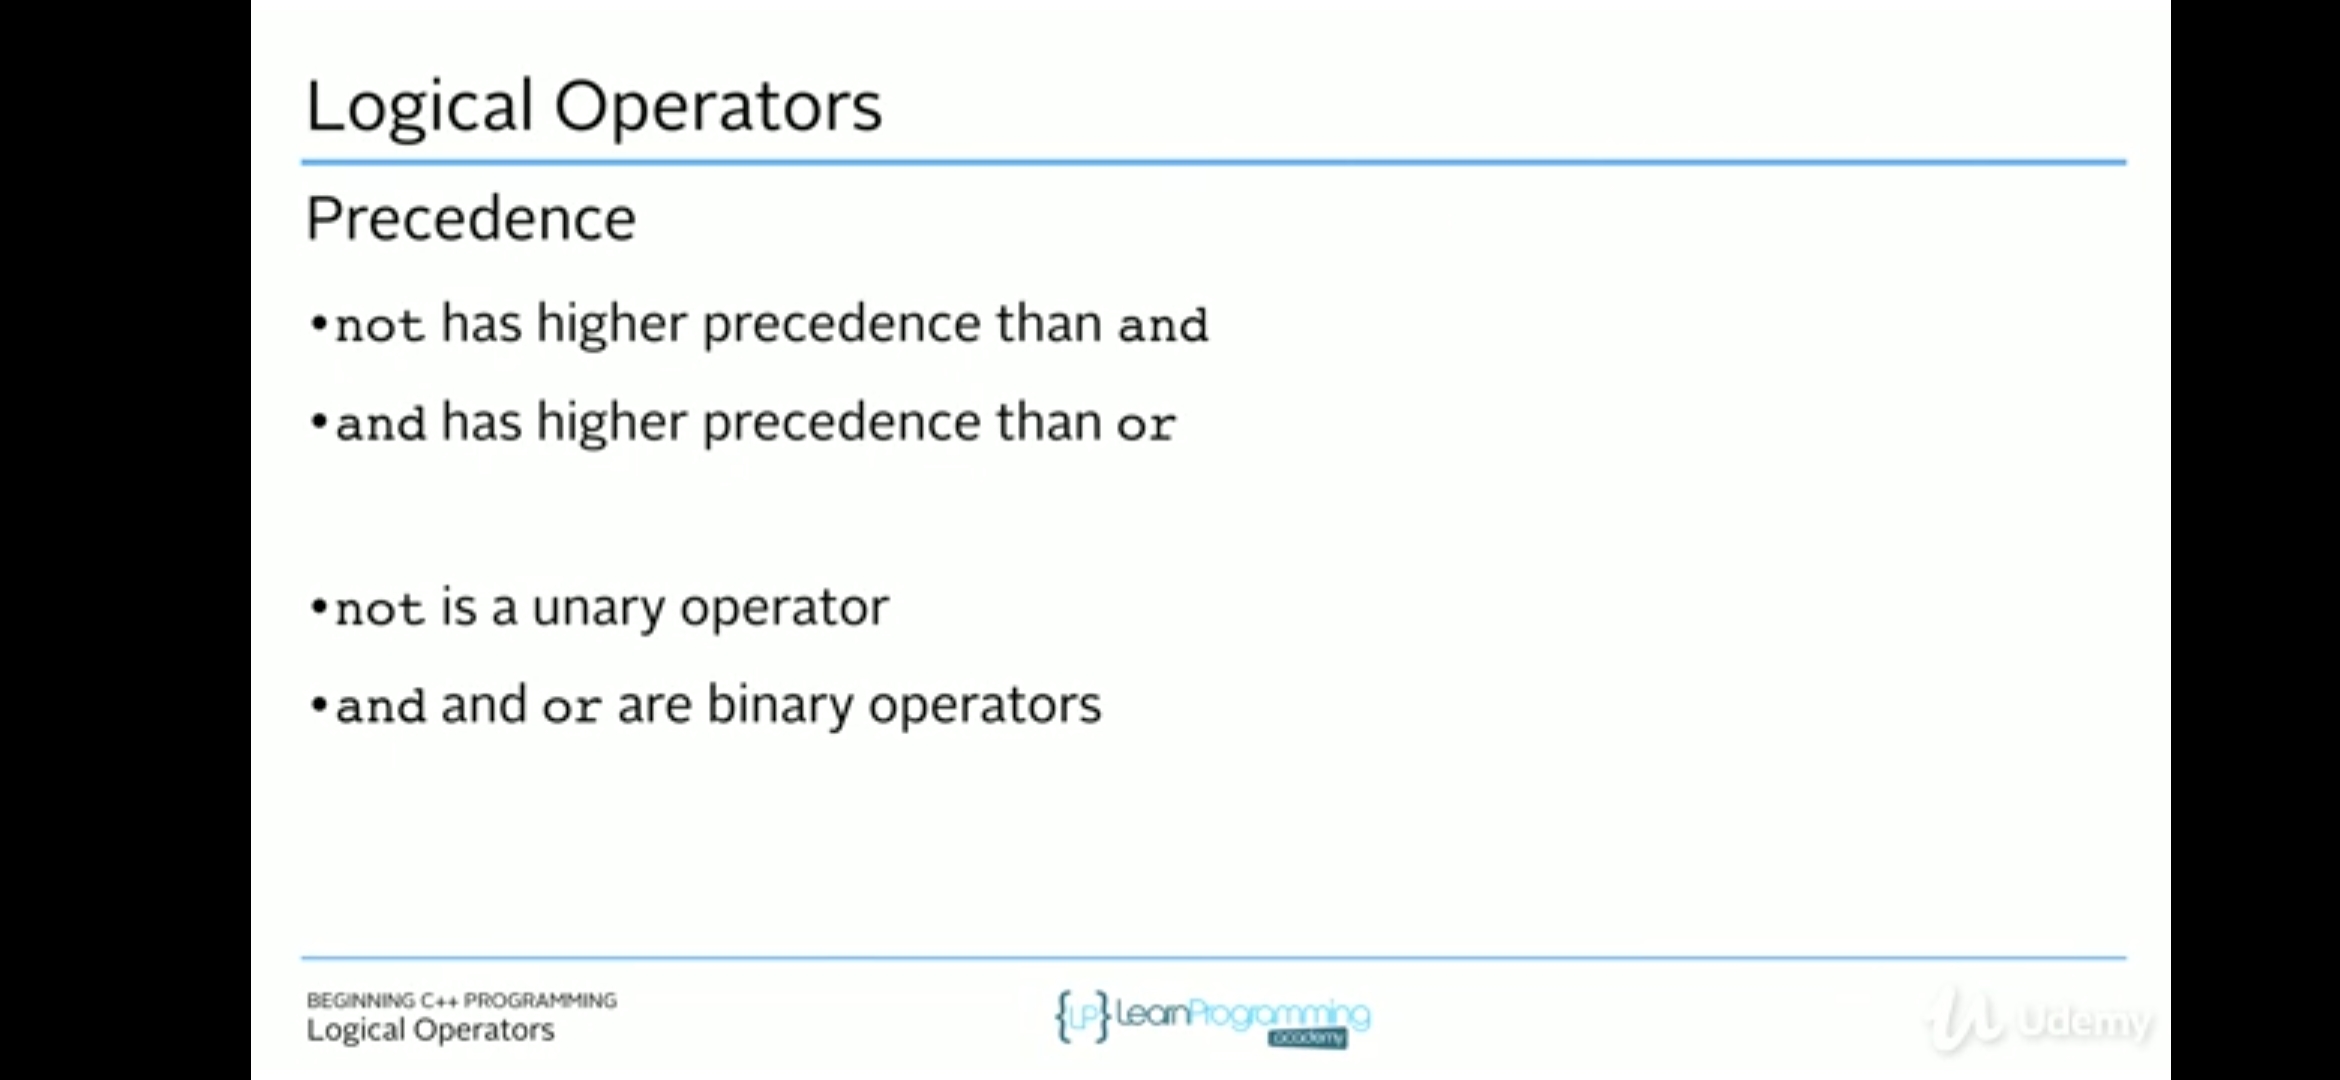 Logical Operators
Precedence
•not has higher precedence than and
•and has higher precedence than or
•not is a unary operator
•and and or are binary operators
BEGINNING C++ PROGRAMMING
Logical Operators
{LP} LearnProgramming
academy
Udemy